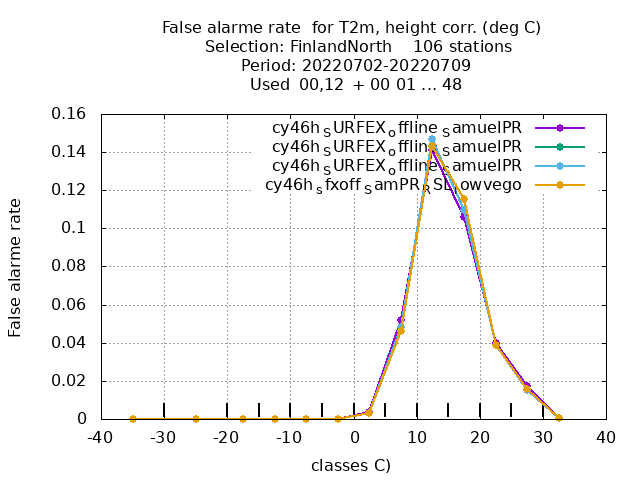 False alarme rate  for T2m, height corr. (deg C)
Selection: FinlandNorth    106 stations
Period: 20220702-20220709
Used  00,12  + 00 01 ... 48
0.16
0.14
0.12
0.1
0.08
0.06
0.04
0.02
0
False alarme rate
cy46h_SURFEX_offline_SamuelPR
cy46h_SURFEX_offline_SamuelPR
cy46h_SURFEX_offline_SamuelPR
cy46h_sfxoff_SamPR_RSL_lowvego
-40 -30 -20 -10 0 10 20 30 40
classes C)